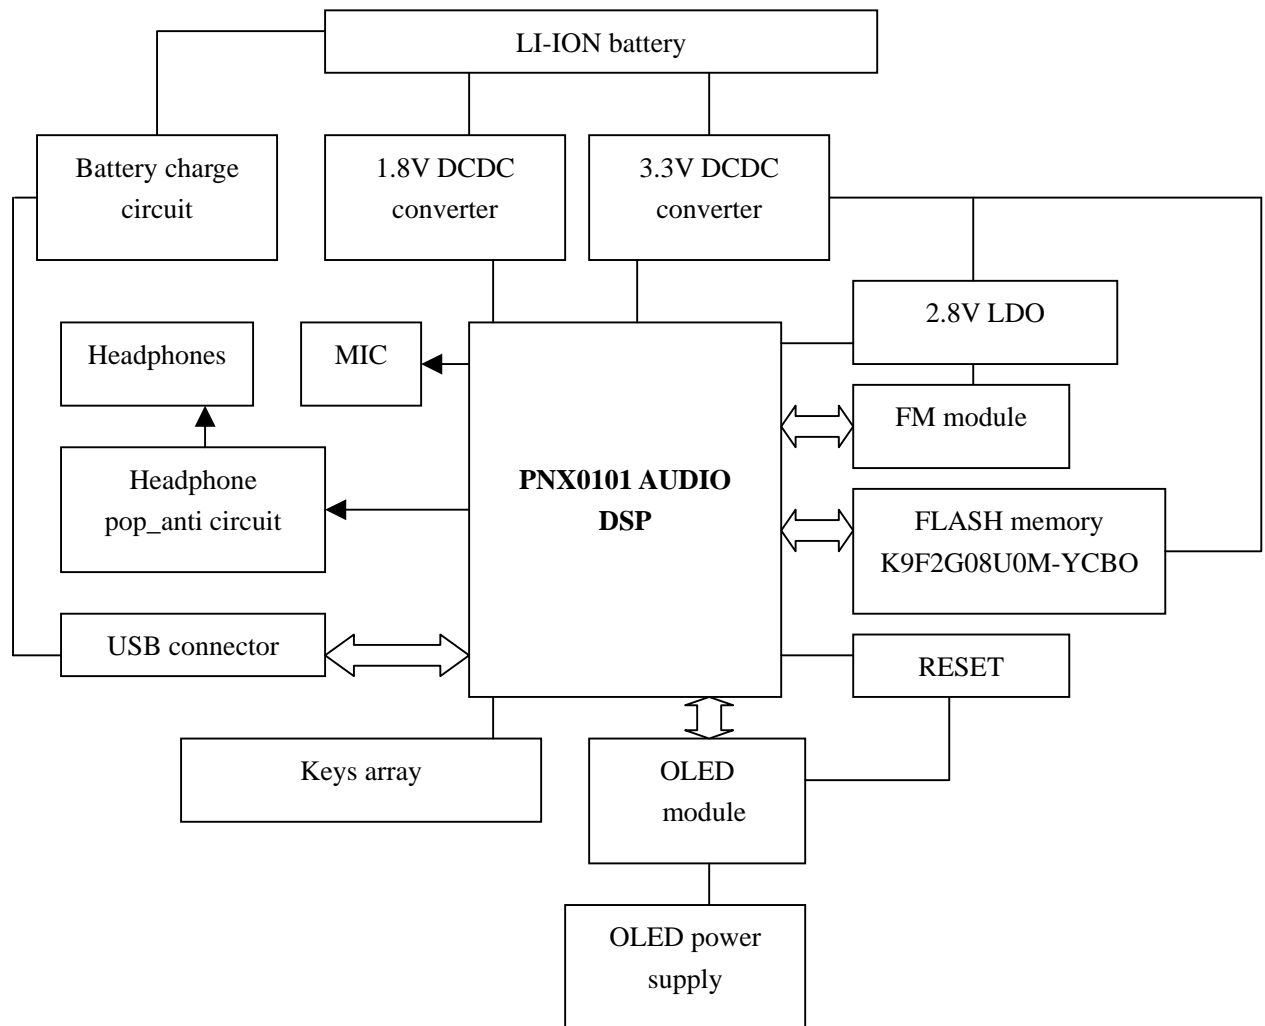 LI-ION battery
Battery charge
circuit
1.8V DCDC
converter
3.3V DCDC
converter
2.8V LDO
Headphones
MIC
FM module
Headphone
pop_anti circuit
PNX0101 AUDIO
DSP
FLASH memory
K9F2G08U0M-YCBO
USB connector
RESET
Keys array
OLED
module
OLED power
supply